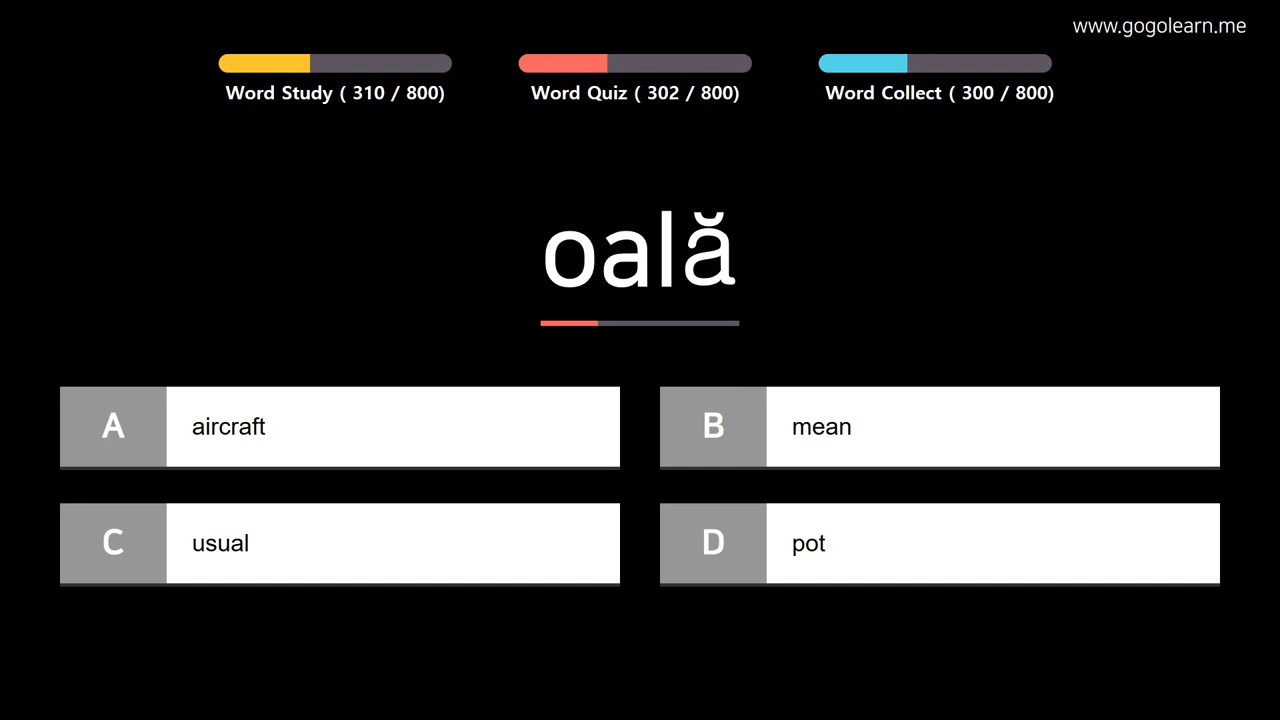 www.gogolearn.me
Word Study ( 310 / 800)
Word Quiz ( 302 / 800)
Word Collect ( 300 / 800)
oală
A aircraft
B mean
C usual
D pot